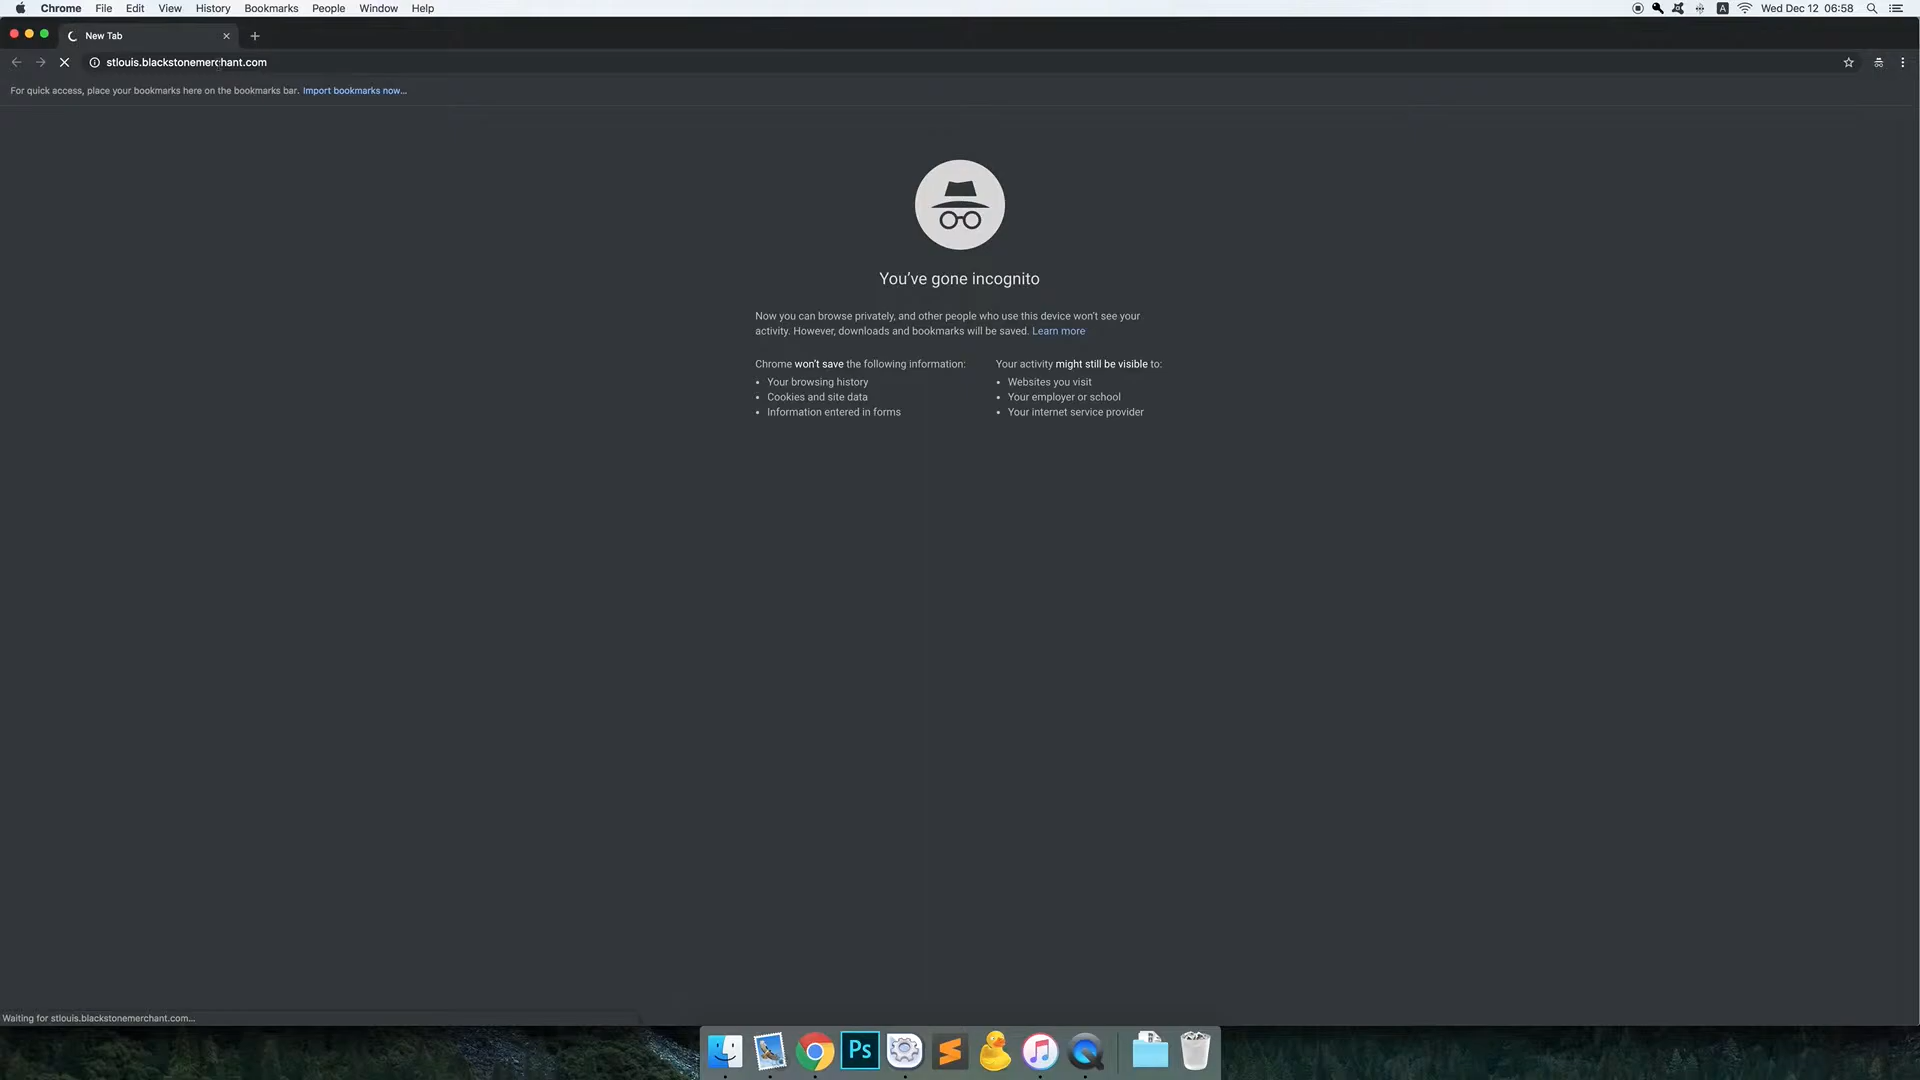 Chrome File Edit View History Bookmarks People Window Help
A Wed Dec 12 06:58
New Tab
stlouis.blackstonemerchant.com
For quick access, place your bookmarks here on the bookmarks bar. Import bookmarks now...
You've gone incognito
Now you can browse privately, and other people who use this device won't see your
activity. However, downloads and bookmarks will be saved. Learn more
Chrome won't save the following information:
• Your browsing history
• Cookies and site data
• Information entered in forms
Your activity might still be visible to:
• Websites you visit
• Your employer or school
• Your internet service provider
Waiting for stlouis.blackstonemerchant.com...
Ps